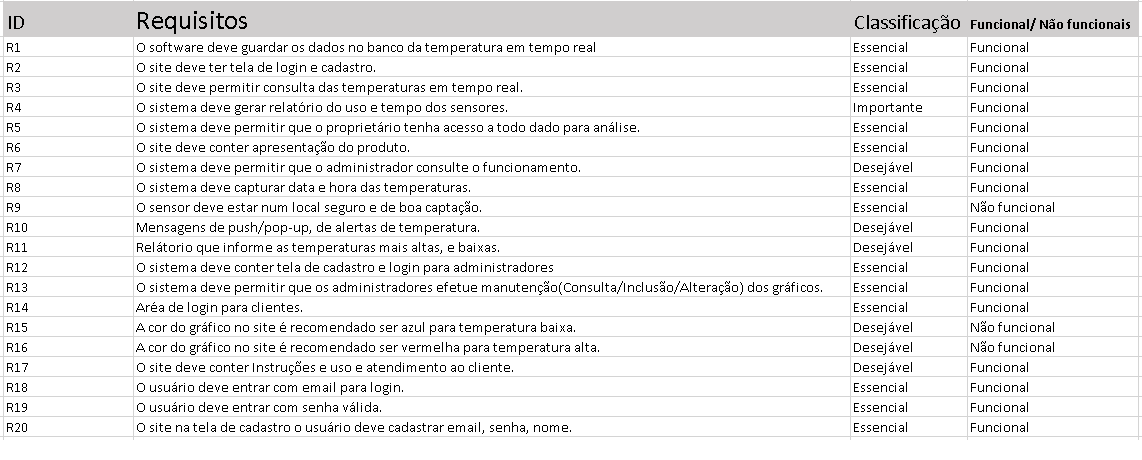 ID Requisitos Classificação Funcional/ Não funcionais
R1 O software deve guardar os dados no banco da temperatura em tempo real Essencial Funcional
R2 O site deve ter tela de login e cadastro. Essencial Funcional
R3 O site deve permitir consulta das temperaturas em tempo real. Essencial Funcional
R4 O sistema deve gerar relatório do uso e tempo dos sensores. Importante Funcional
R5 O sistema deve permitir que o proprietário tenha acesso a todo dado para análise. Essencial Funcional
R6 O site deve conter apresentação do produto. Essencial Funcional
R7 O sistema deve permitir que o administrador consulte o funcionamento. Desejável Funcional
R8 O sistema deve capturar data e hora das temperaturas. Essencial Funcional
R9 O sensor deve estar num local seguro e de boa captação. Essencial Não funcional
R10 Mensagens de push/pop-up, de alertas de temperatura. Desejável Funcional
R11 Relátorio que informe as temperaturas mais altas, e baixas. Desejável Funcional
R12 O sistema deve conter tela de cadastro e login para administradores Essencial Funcional
R13 O sistema deve permitir que os administradores efetue manutenção(Consulta/Inclusão/Alteração) dos gráficos. Essencial Funcional
R14 Aréa de login para clientes. Essencial Funcional
R15 A cor do gráfico no site é recomendado ser azul para temperatura baixa. Desejável Não funcional
R16 A cor do gráfico no site é recomendado ser vermelha para temperatura alta. Desejável Não funcional
R17 O site deve conter Instruções e uso e atendimento ao cliente. Desejável Funcional
R18 O usuário deve entrar com email para login. Essencial Funcional
R19 O usuário deve entrar com senha válida. Essencial Funcional
R20 O site na tela de cadastro o usuário deve cadastrar email, senha, nome. Essencial Funcional